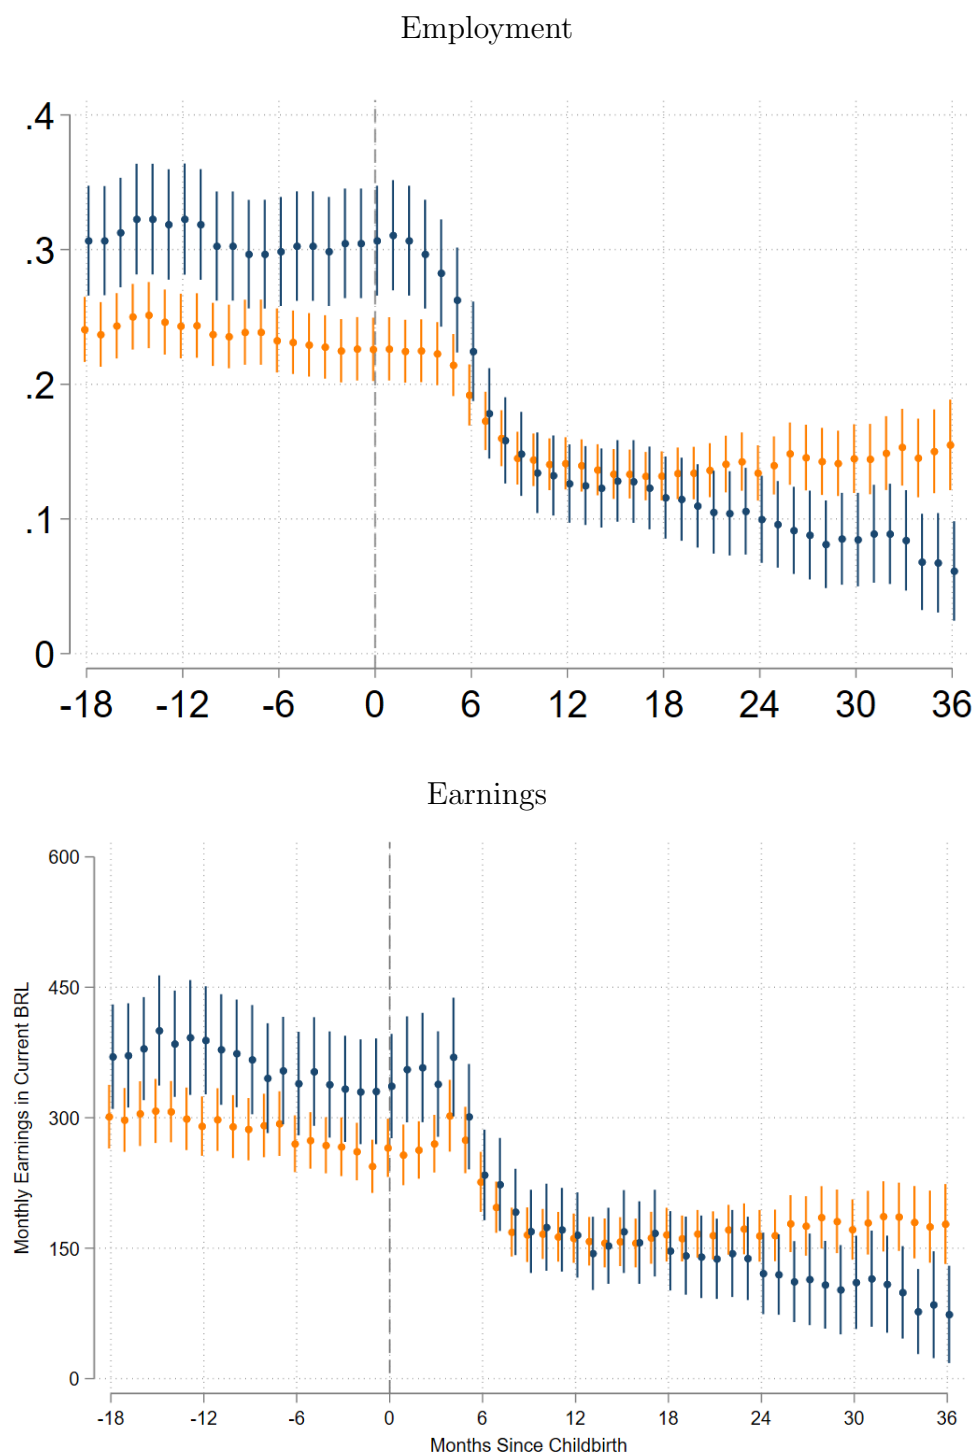 Employment
.4
.3
.2
.1
0
-18 -12 -6 0 6 12 18 24 30 36
Earnings
Monthly Earnings in Current BRL
600
450
300
150
0
-18 -12 -6 0 6 12 18 24 30 36
Months Since Childbirth